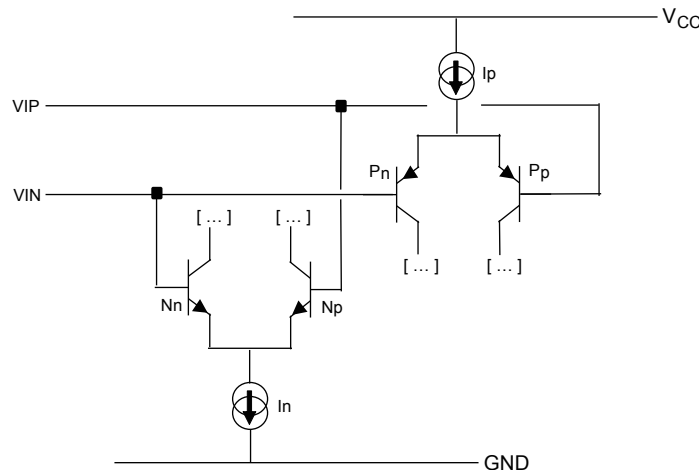 VCC
Ip
VIP
Pn
Pp
VIN
[ ... ]
[ ... ]
[ ... ]
[ ... ]
Nn
Np
In
GND